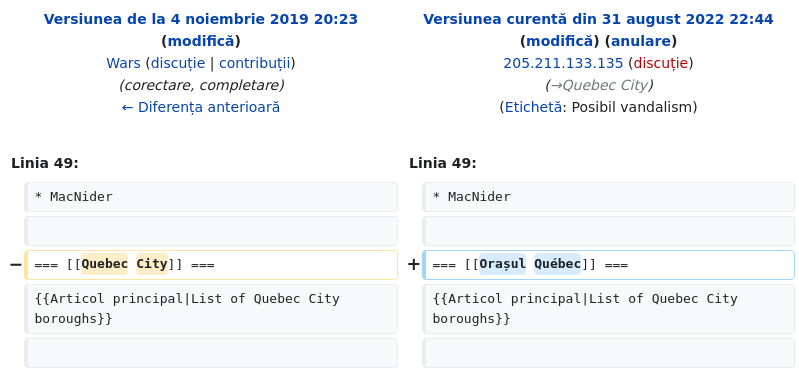 Versiunea de la 4 noiembrie 2019 20:23
(modifică)
Wars (discuție | contribuții)
(corectare, completare)
← Diferența anterioară
Versiunea curentă din 31 august 2022 22:44
(modifică) (anulare)
205.211.133.135 (discuție)
(→Quebec City)
(Etichetă: Posibil vandalism)
Linia 49:
Linia 49:
* MacNider
* MacNider
− === [[Quebec City]] ===
+ === [[Orașul Québec]] ===
{{Articol principal|List of Quebec City
boroughs}}
{{Articol principal|List of Quebec City
boroughs}}